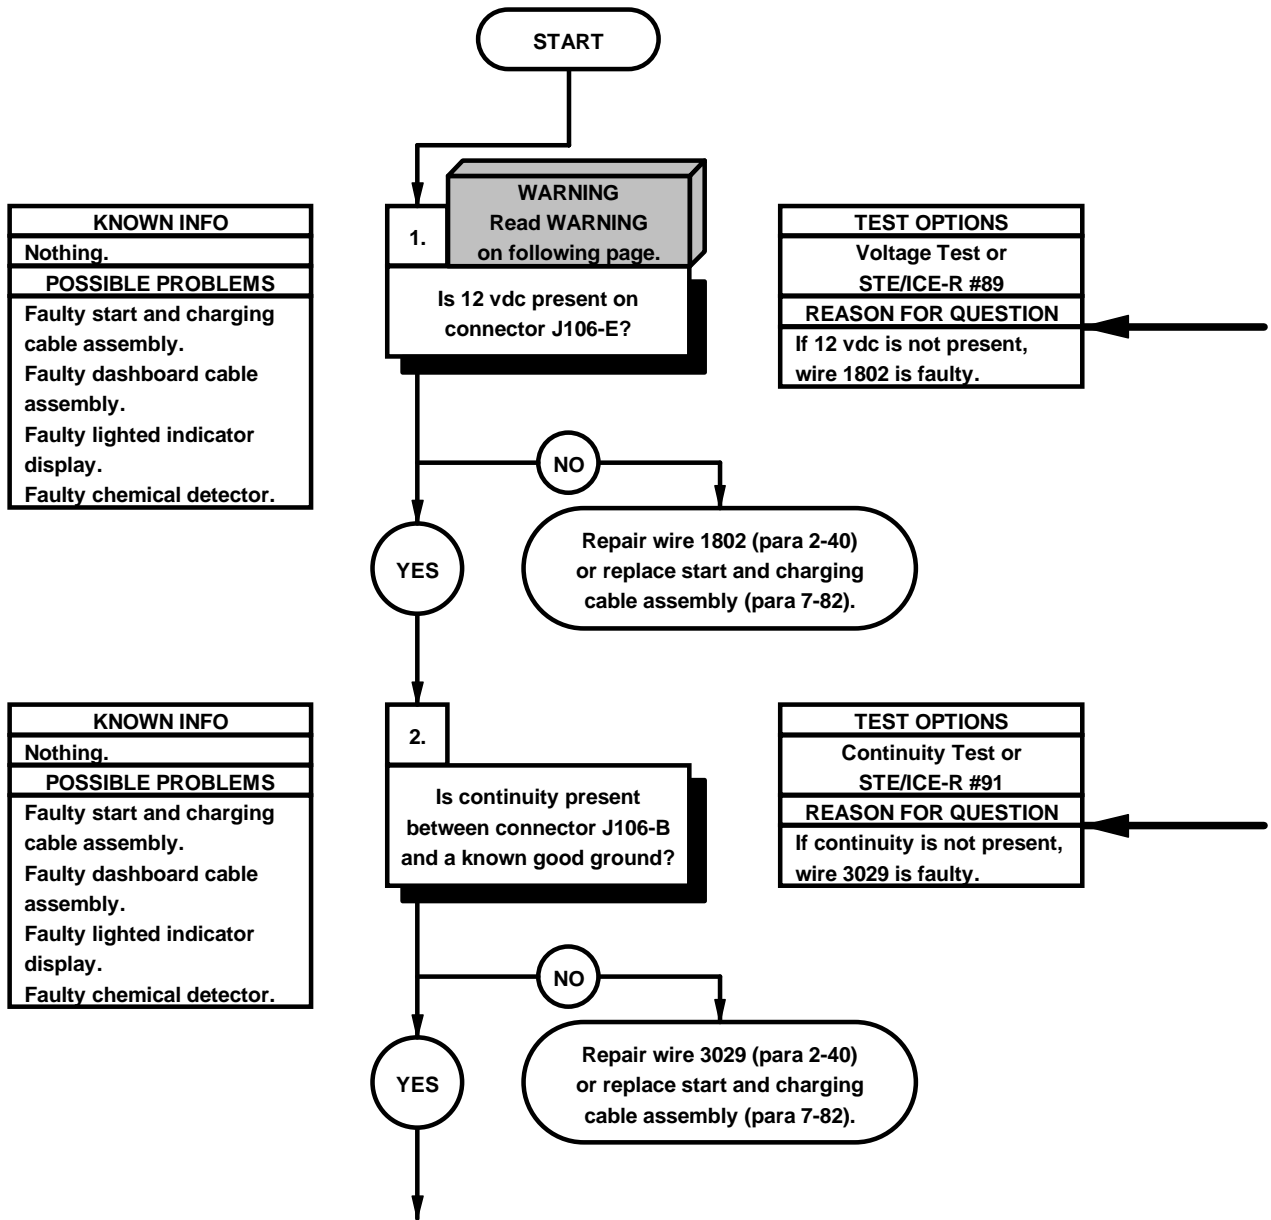 START
WARNING
Read WARNING
on following page.
1.
Is 12 vdc present on
connector J106-E?
KNOWN INFO
Nothing.
POSSIBLE PROBLEMS
Faulty start and charging
cable assembly.
Faulty dashboard cable
assembly.
Faulty lighted indicator
display.
Faulty chemical detector.
TEST OPTIONS
Voltage Test or
STE/ICE-R #89
REASON FOR QUESTION
If 12 vdc is not present,
wire 1802 is faulty.
NO
YES
Repair wire 1802 (para 2-40)
or replace start and charging
cable assembly (para 7-82).
KNOWN INFO
Nothing.
POSSIBLE PROBLEMS
Faulty start and charging
cable assembly.
Faulty dashboard cable
assembly.
Faulty lighted indicator
display.
Faulty chemical detector.
2.
Is continuity present
between connector J106-B
and a known good ground?
TEST OPTIONS
Continuity Test or
STE/ICE-R #91
REASON FOR QUESTION
If continuity is not present,
wire 3029 is faulty.
NO
YES
Repair wire 3029 (para 2-40)
or replace start and charging
cable assembly (para 7-82).